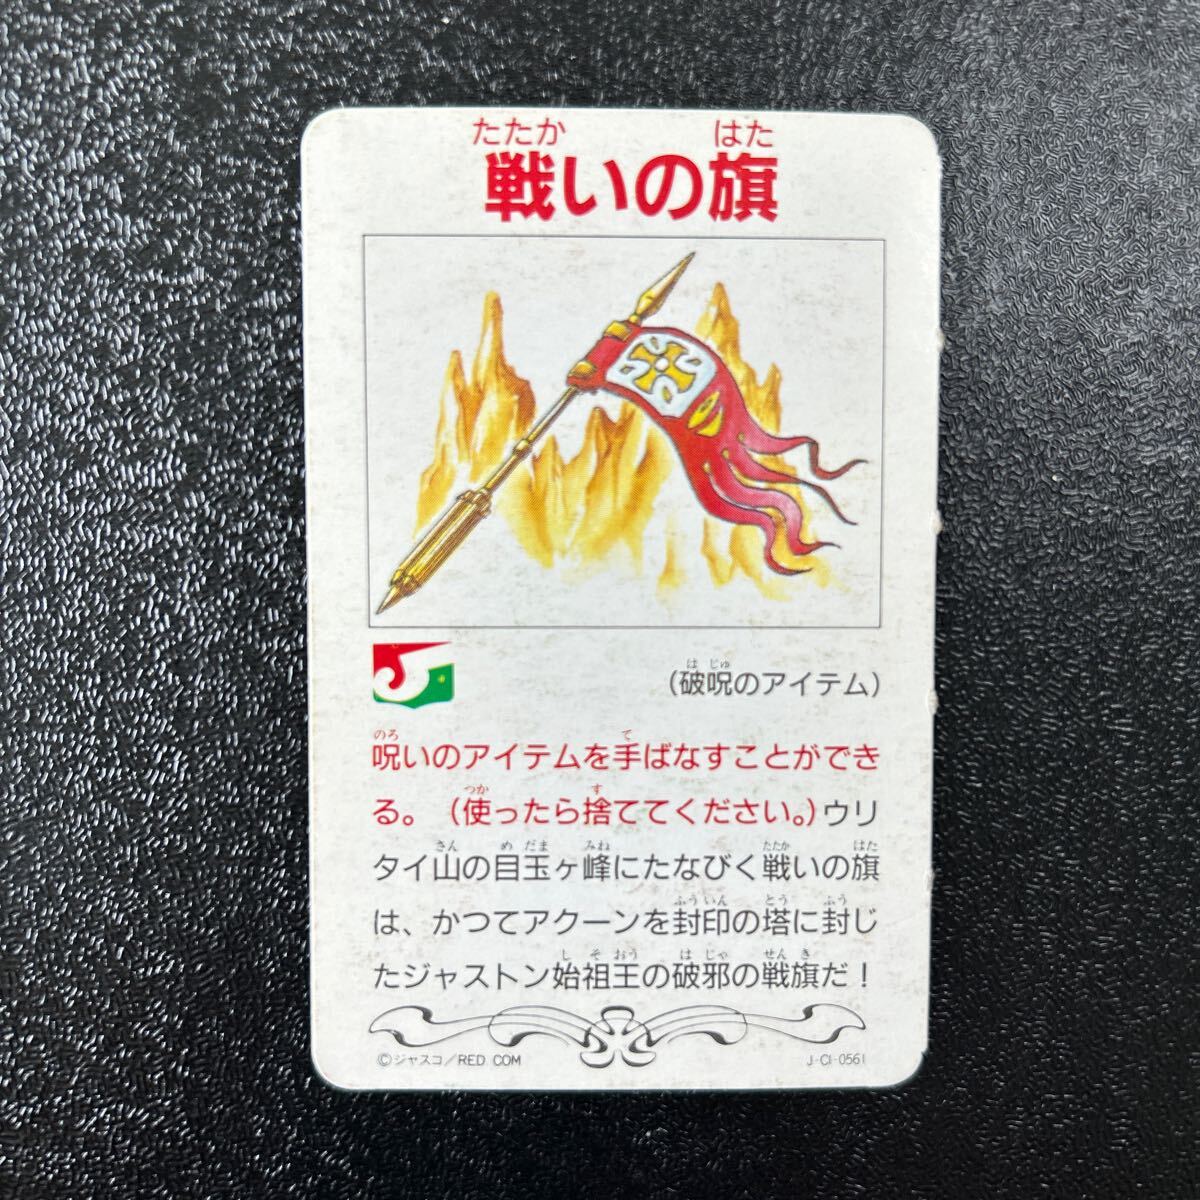 たたか はた
戦いの旗
は じゅ
(破呪のアイテム)
のろ て
呪いのアイテムを手ばなすことができ
つか す
る。(使ったら捨ててください。)ウリ
さん め だま みね たたか はた
タイ山の目玉ヶ峰にたなびく戦いの旗
ふういん とう ふう
は、かつてアクーンを封印の塔に封じ
し そ おう は じゃ せん き
たジャストン始祖王の破邪の戦旗だ!
©ジャスコ/RED COM J-CI-0561